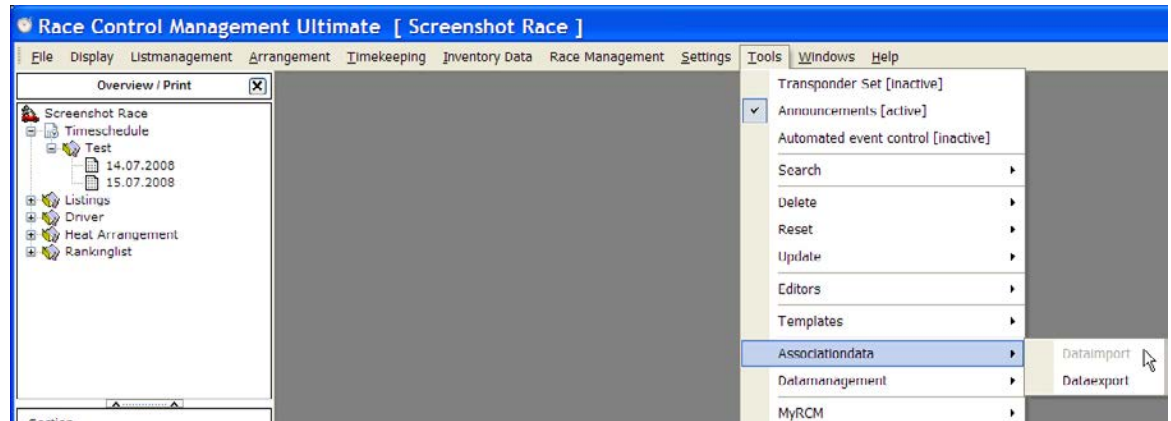 Race Control Management Ultimate [ Screenshot Race ]
File Display Listmanagement Arrangement Timekeeping Inventory Data Race Management Settings Tools Windows Help
Overview / Print
Screenshot Race
Timeschedule
Test
14.07.2008
15.07.2008
Listings
Driver
Heat Arrangement
Rankinglist
Transponder Set [inactive]
Announcements [active]
Automated event control [inactive]
Search
Delete
Reset
Update
Editors
Templates
Associationdata
Datamanagement
MyRCM
Dataimport
Dataexport